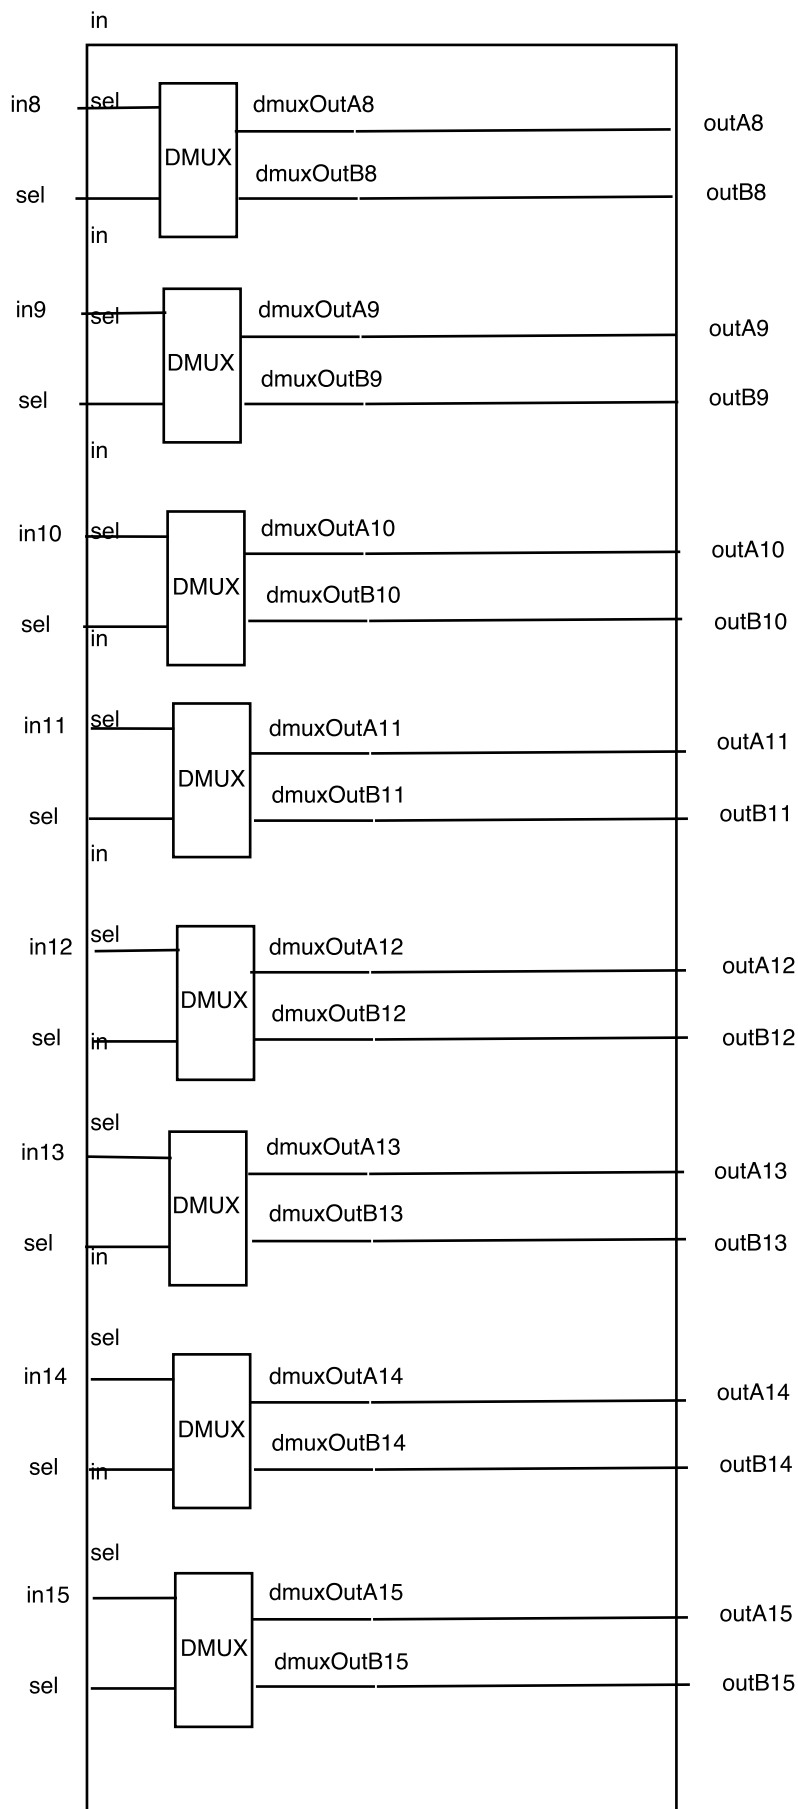 in
in8 sel dmuxOutA8
outA8
DMUX
dmuxOutB8
sel outB8
in
in9 sel dmuxOutA9
outA9
DMUX
dmuxOutB9
sel outB9
in
in10 sel dmuxOutA10
outA10
DMUX
dmuxOutB10
sel outB10
in
in11 sel dmuxOutA11
outA11
DMUX
dmuxOutB11
sel outB11
in
sel
in12 dmuxOutA12
outA12
DMUX
dmuxOutB12
sel in outB12
sel
in13 dmuxOutA13
outA13
DMUX
dmuxOutB13
sel outB13
in
sel
in14 dmuxOutA14
outA14
DMUX
dmuxOutB14
sel in outB14
sel
in15 dmuxOutA15
outA15
DMUX
dmuxOutB15
sel outB15